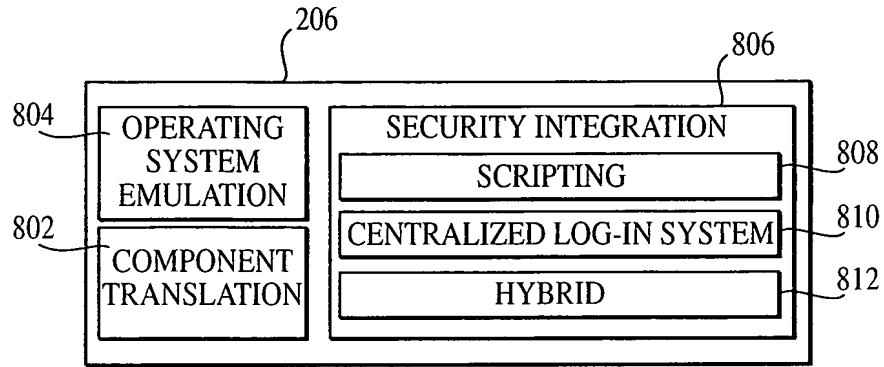 206
806
804
OPERATING
SYSTEM
EMULATION
802
COMPONENT
TRANSLATION
SECURITY INTEGRATION
SCRIPTING
808
CENTRALIZED LOG-IN SYSTEM
810
HYBRID
812